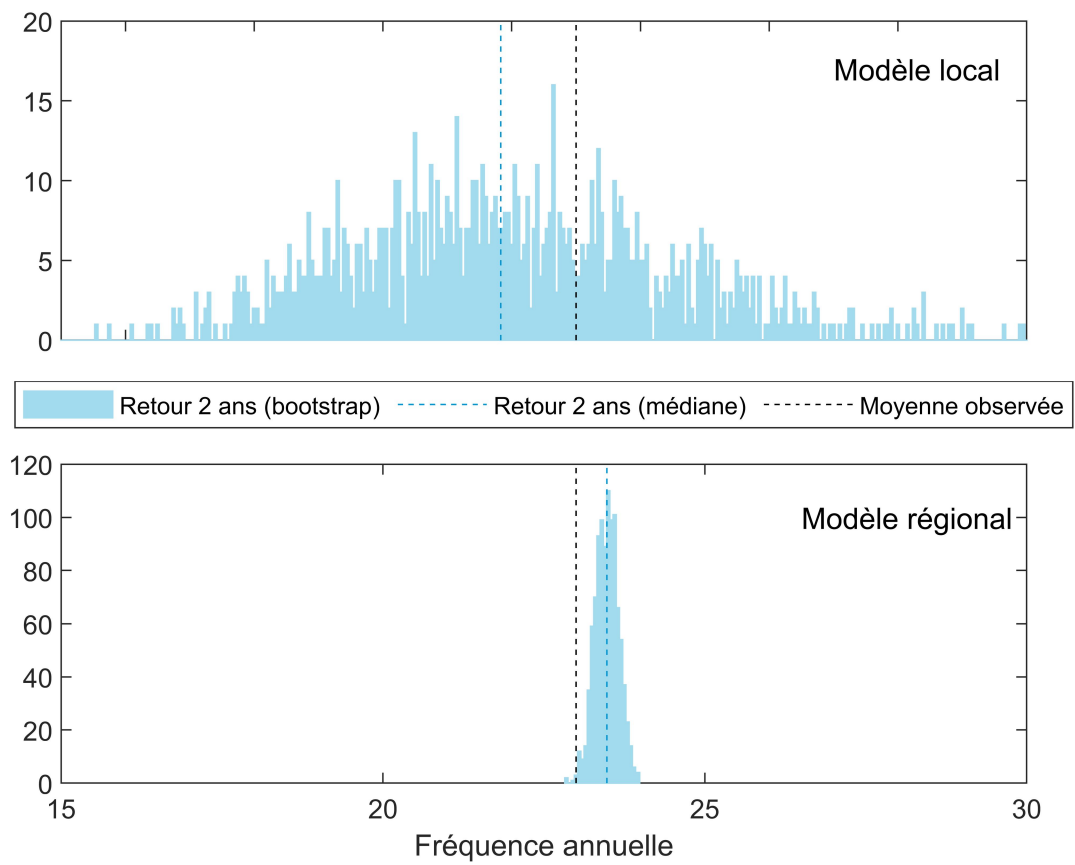 20
15
10
5
0
Modèle local
Retour 2 ans (bootstrap) Retour 2 ans (médiane) Moyenne observée
120
100
80
60
40
20
0
Modèle régional
15 20 25 30
Fréquence annuelle